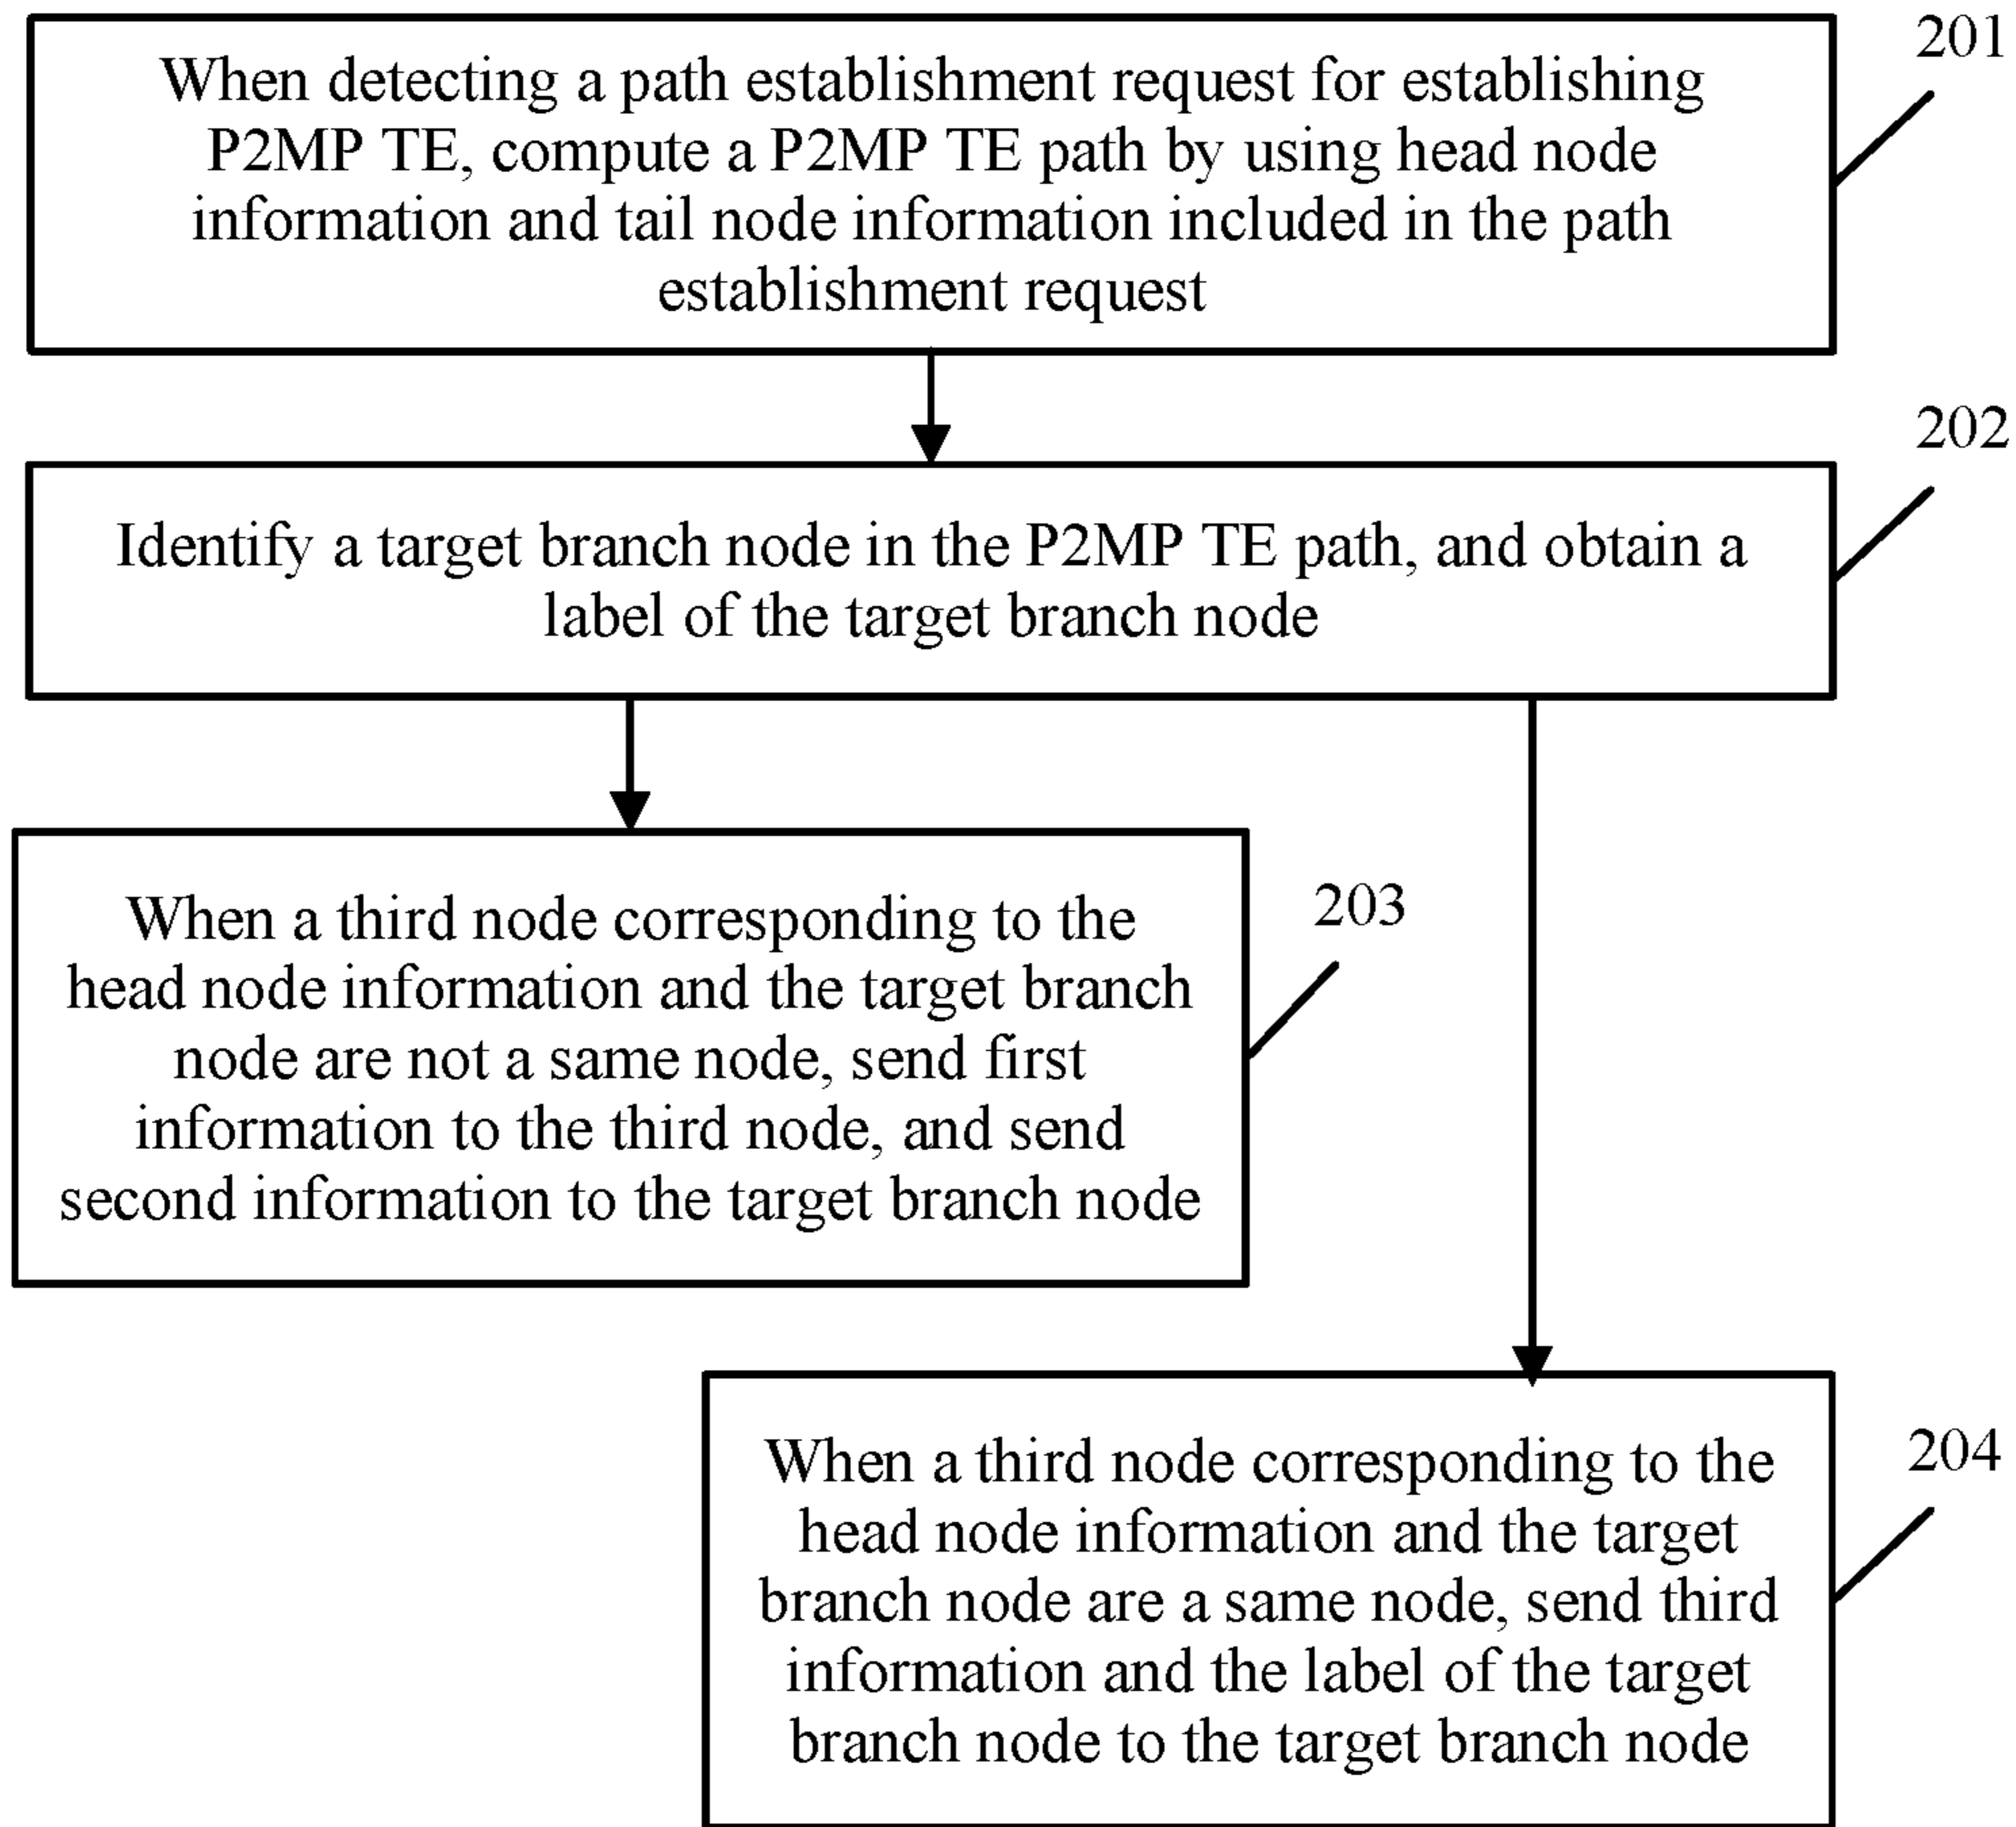 201
When detecting a path establishment request for establishing
P2MP TE, compute a P2MP TE path by using head node
information and tail node information included in the path
establishment request
202
Identify a target branch node in the P2MP TE path, and obtain a
label of the target branch node
203
When a third node corresponding to the
head node information and the target branch
node are not a same node, send first
information to the third node, and send
second information to the target branch node
204
When a third node corresponding to the
head node information and the target
branch node are a same node, send third
information and the label of the target
branch node to the target branch node